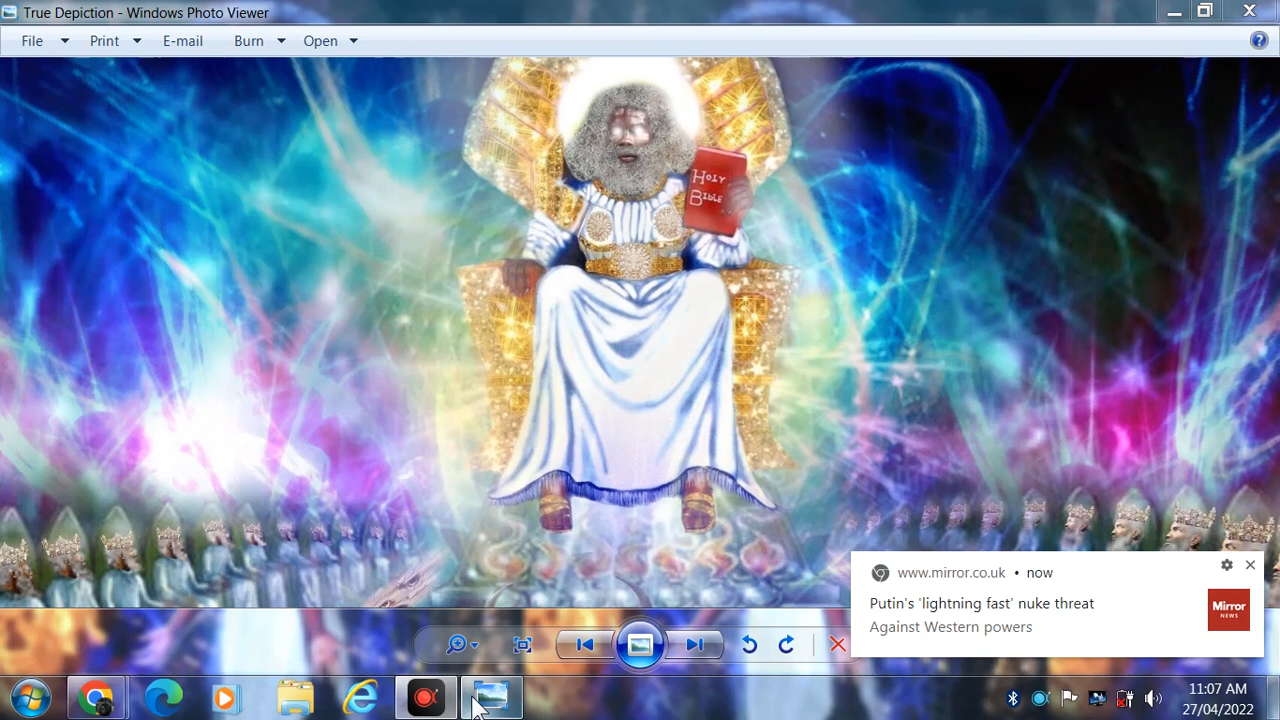 True Depiction - Windows Photo Viewer
File Print E-mail Burn Open
HOLY
BIBLE
www.mirror.co.uk • now
Putin's 'lightning fast' nuke threat
Against Western powers
Mirror
NEWS
11:07 AM
27/04/2022